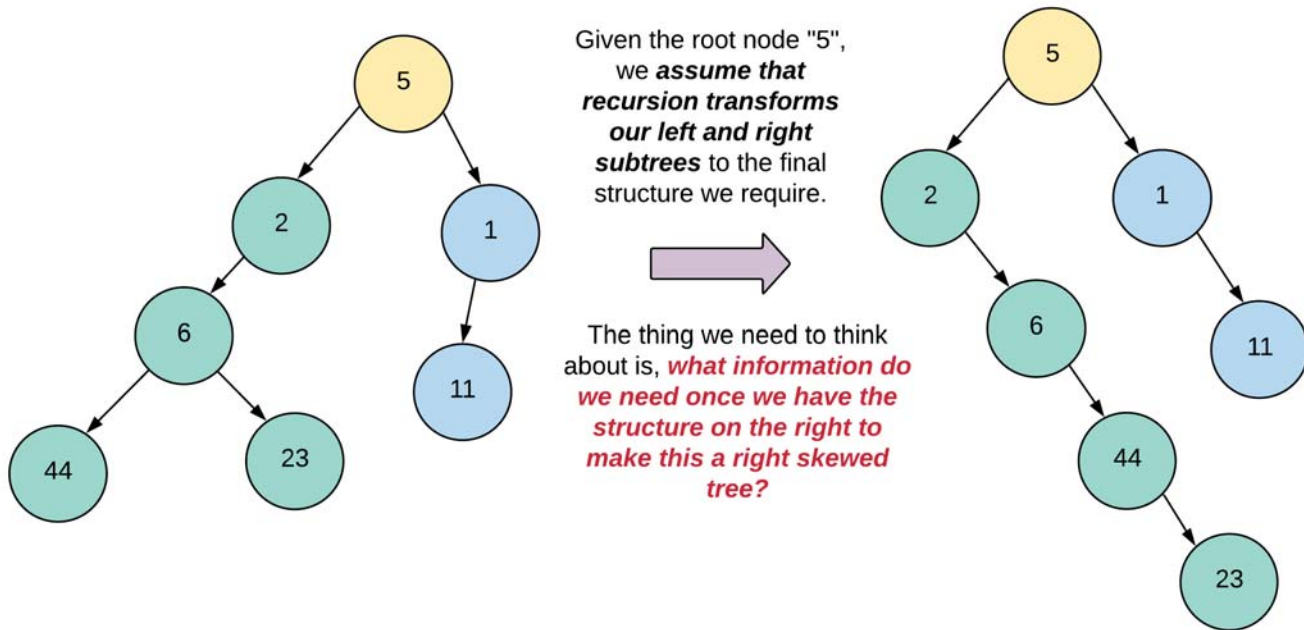 5
2
1
6
11
44
23
Given the root node "5",
we assume that
recursion transforms
our left and right
subtrees to the final
structure we require.
The thing we need to think
about is, what information do
we need once we have the
structure on the right to
make this a right skewed
tree?
5
2
1
6
11
44
23